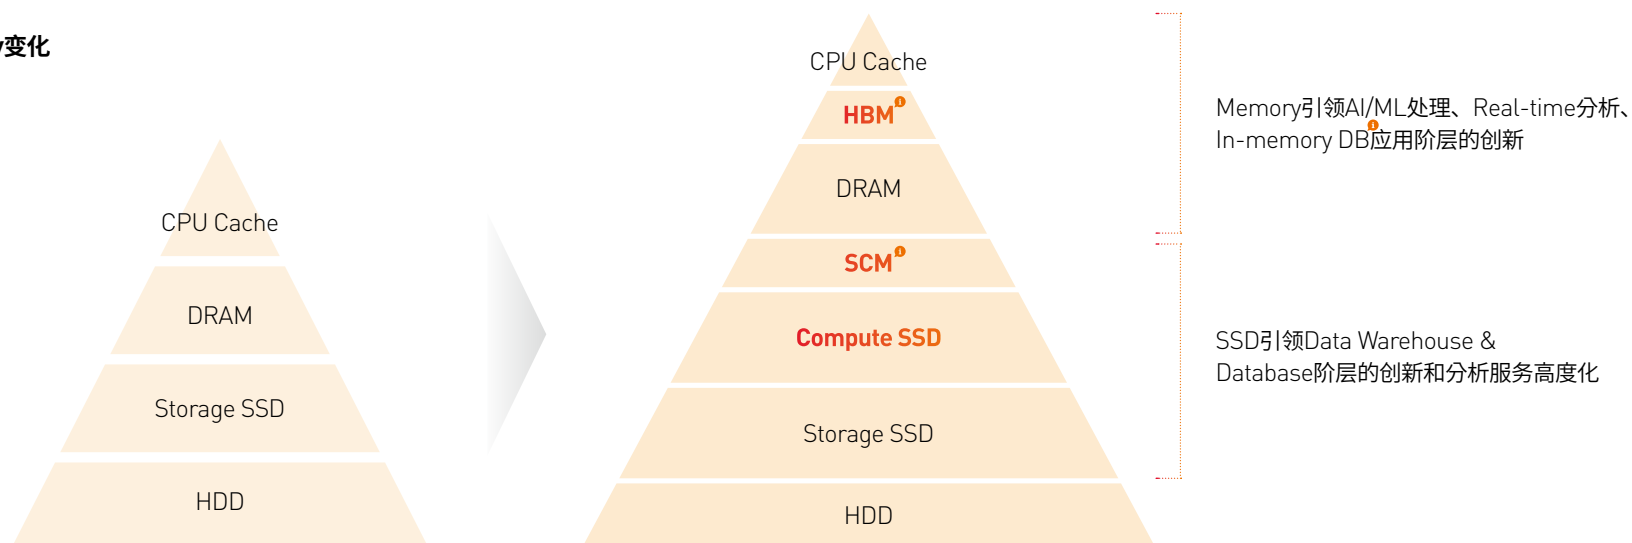 y变化
CPU Cache
DRAM
Storage SSD
HDD
CPU Cache
HBM
DRAM
SCM
Compute SSD
Storage SSD
HDD
Memory引领AI/ML处理、Real-time分析、
In-memory DB应用阶层的创新
SSD引领Data Warehouse &
Database阶层的创新和分析服务高度化